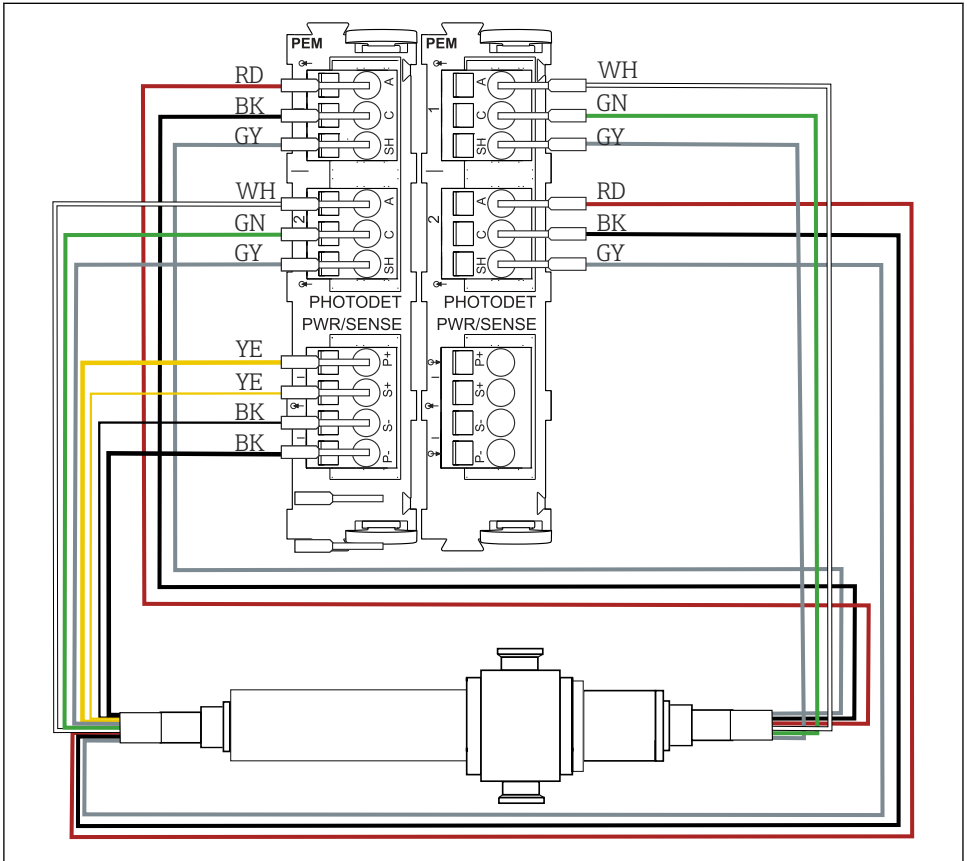 PEM PEM
RD A A WH
BK C 1 C GN
GY SH SH GY
WH A A RD
GN 2 C 2 C BK
GY SH SH GY
PHOTODET PHOTODET
PWR/SENSE PWR/SENSE
YE P+ P+
YE S+ S+
BK S- S-
BK P- P-